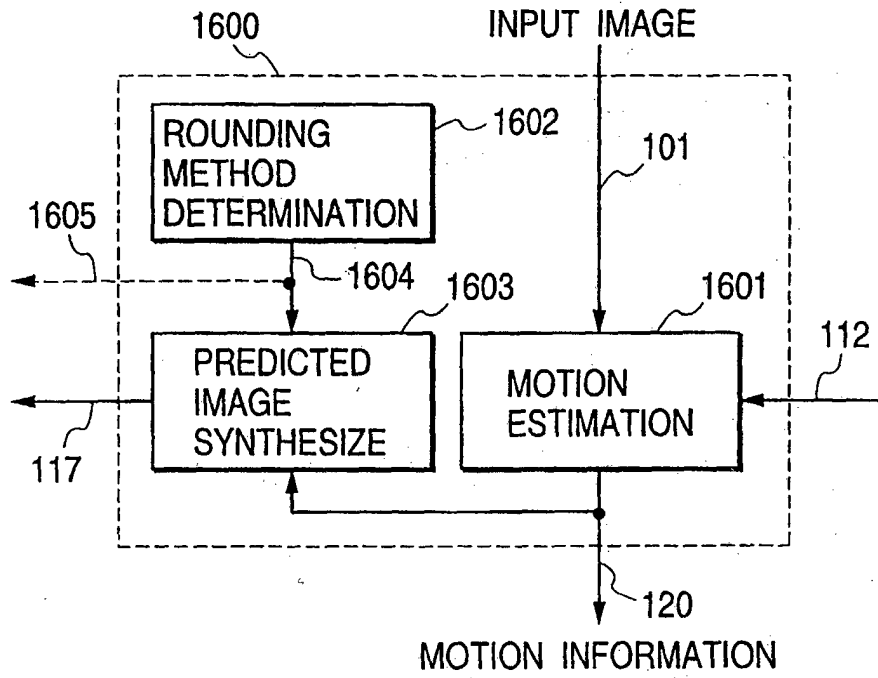 INPUT IMAGE
1600
ROUNDING
METHOD
DETERMINATION
1602
101
1605
1604
1603
1601
PREDICTED
IMAGE
SYNTHESIZE
MOTION
ESTIMATION
112
117
120
MOTION INFORMATION